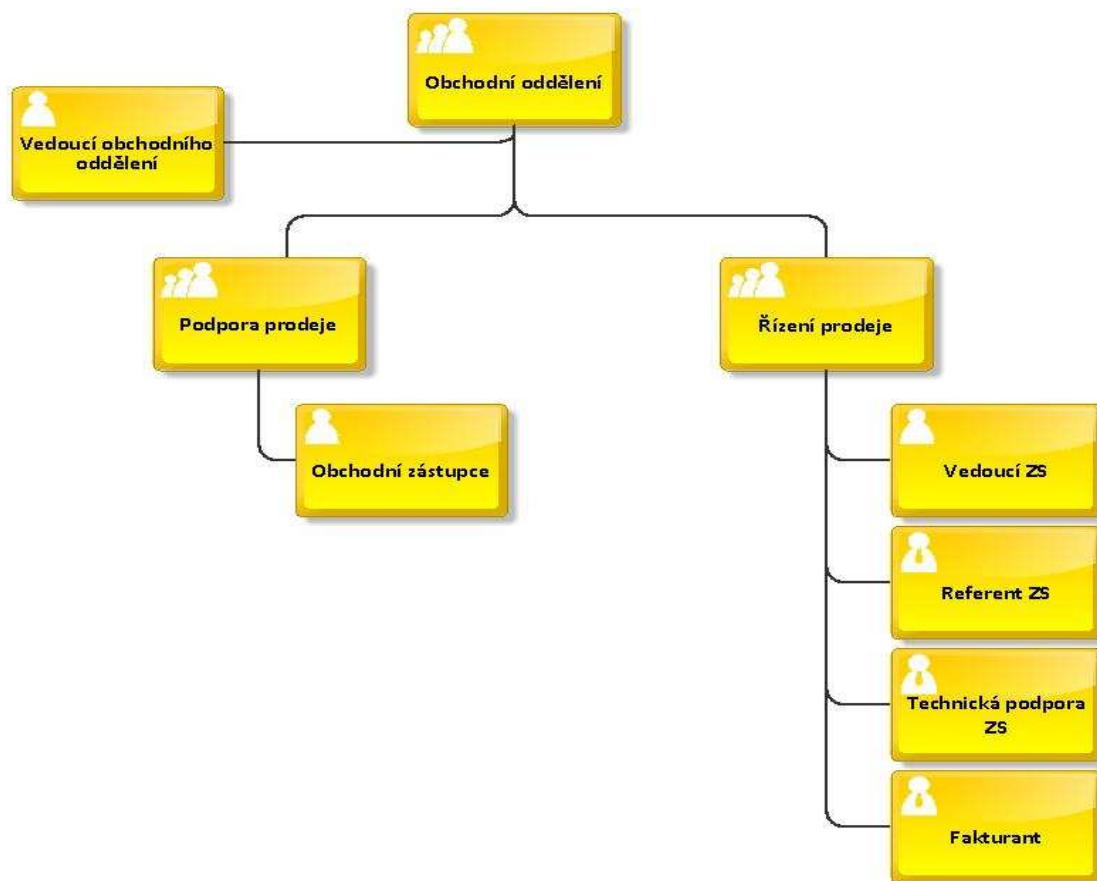 Obchodní oddělení
Vedoucí obchodního
oddělení
Podpora prodeje
Řízení prodeje
Obchodní zástupce
Vedoucí ZS
Referent ZS
Technická podpora
ZS
Fakturant